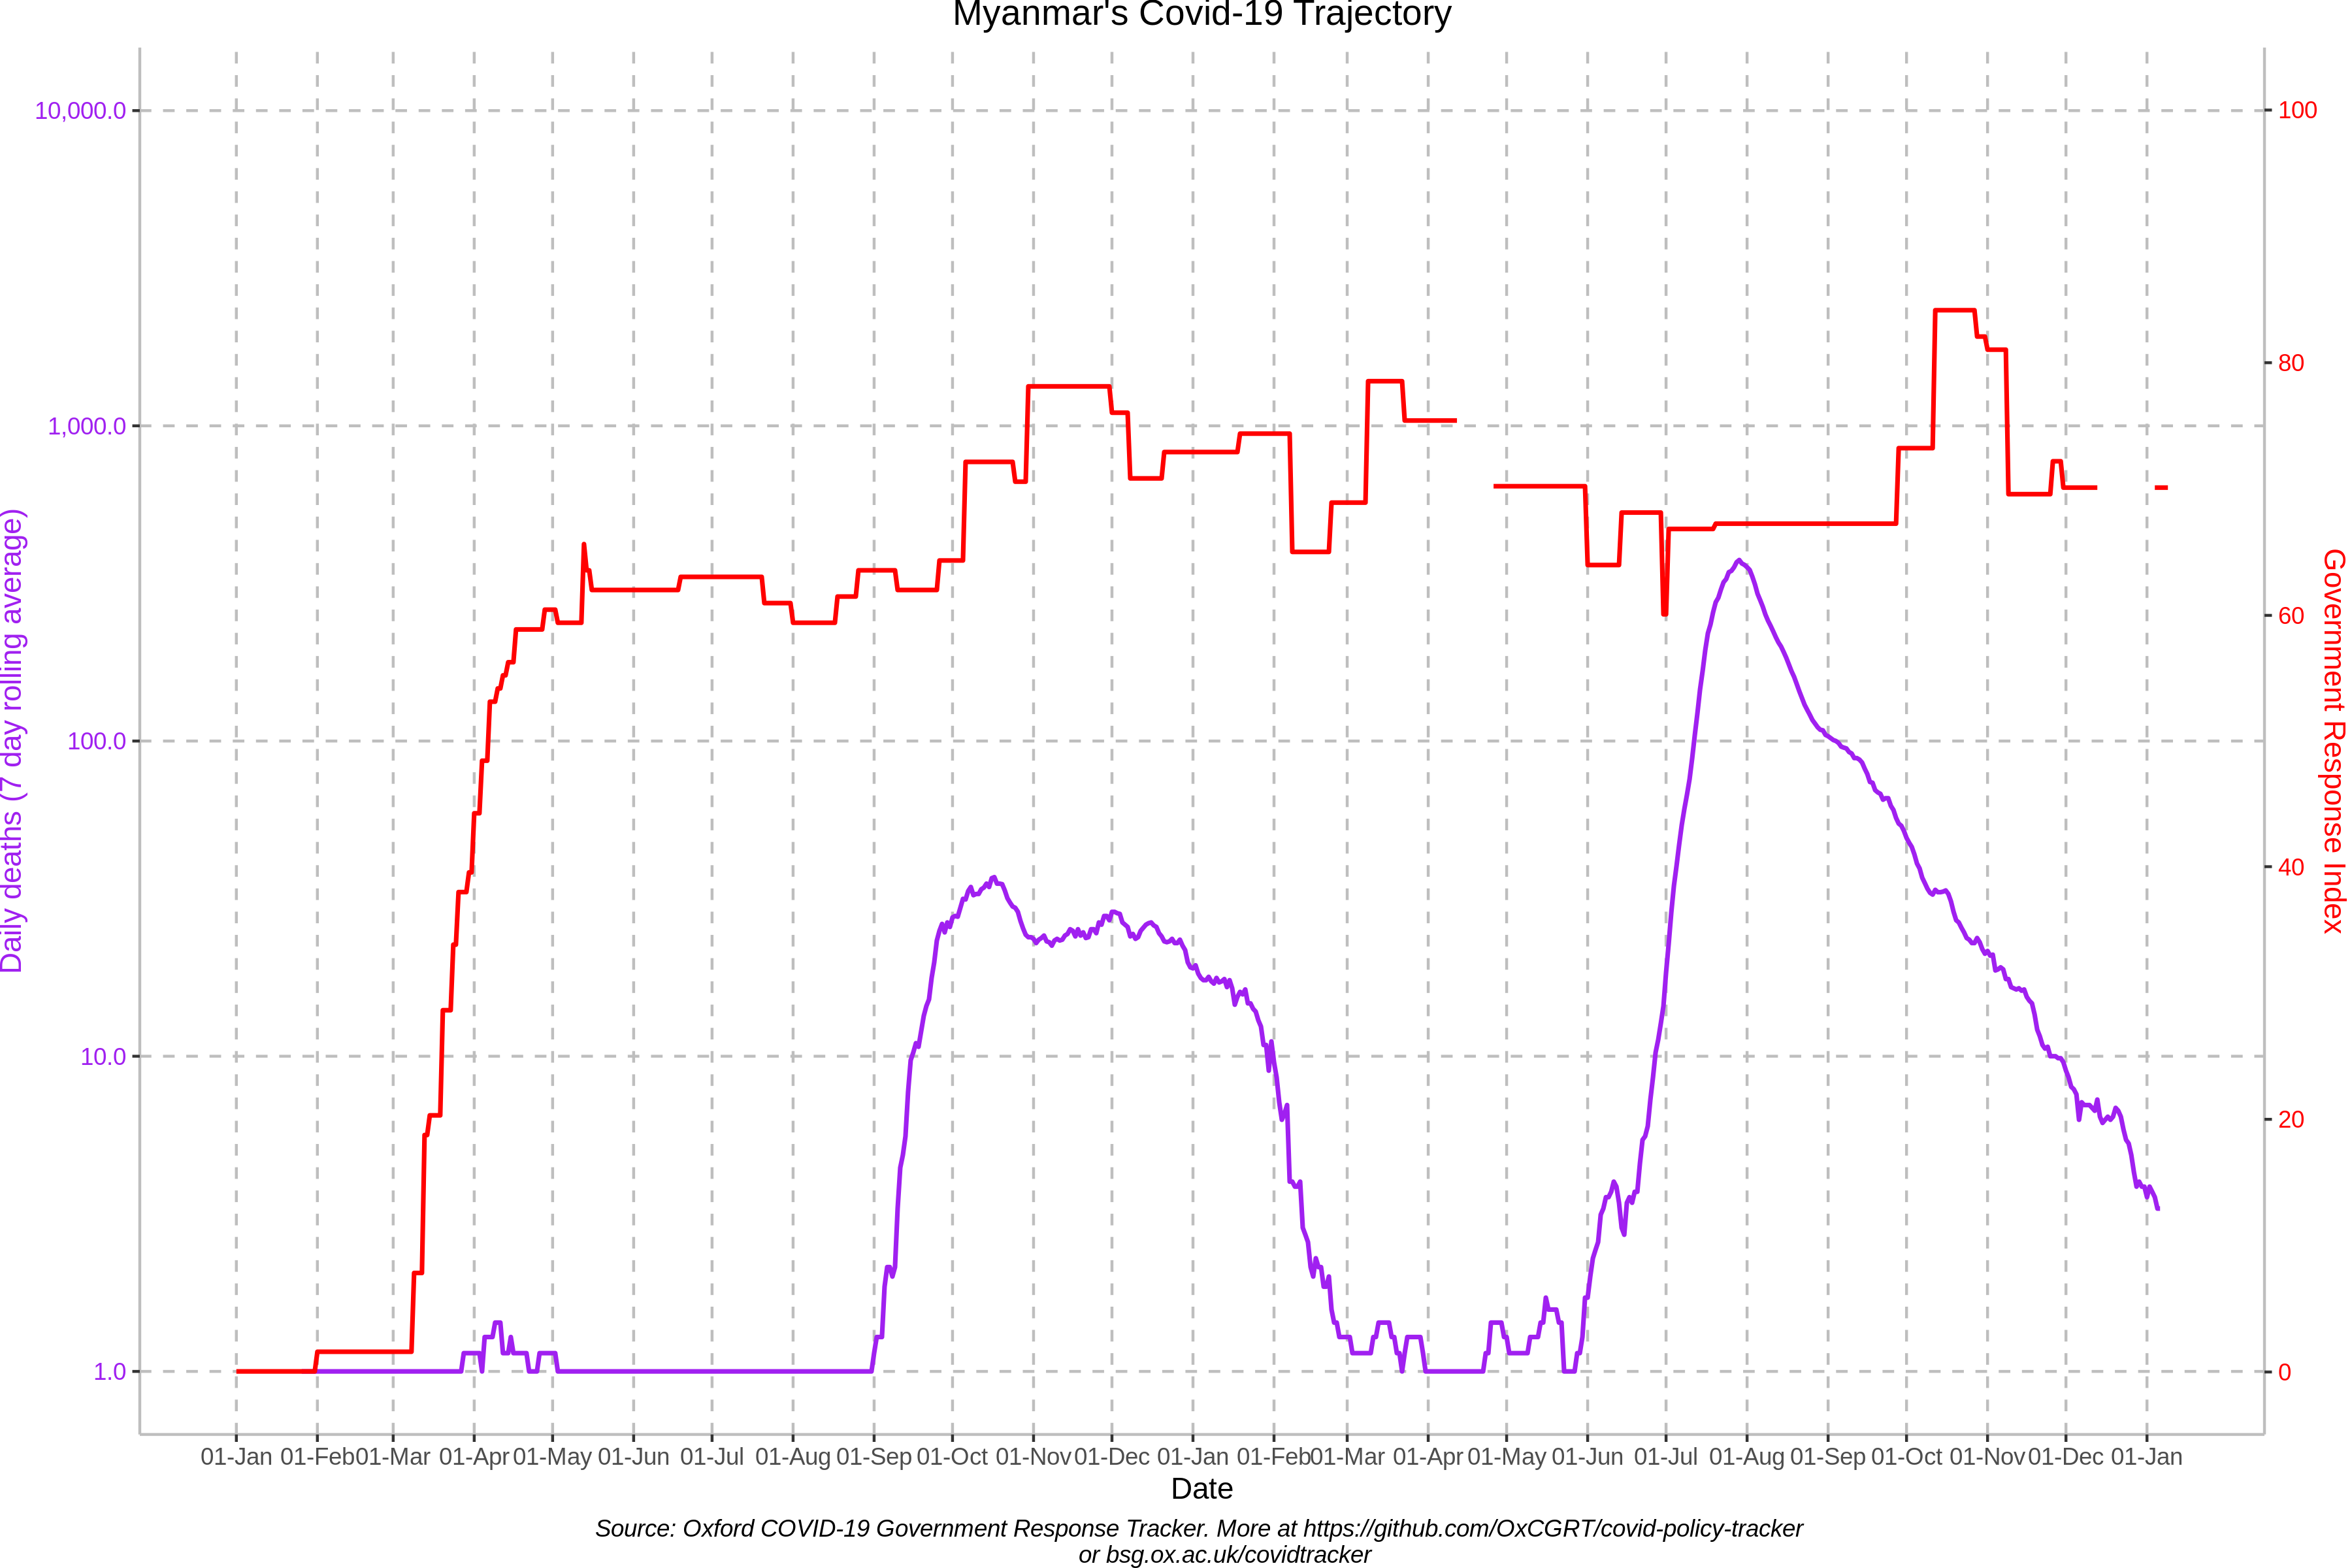 Myanmar's Covid-19 Trajectory
Daily deaths (7 day rolling average)
10,000.0
1,000.0
100.0
10.0
1.0
100
80
60
40
20
0
Government Response Index
01-Jan 01-Feb 01-Mar 01-Apr 01-May 01-Jun 01-Jul 01-Aug 01-Sep 01-Oct 01-Nov 01-Dec 01-Jan 01-Feb 01-Mar 01-Apr 01-May 01-Jun 01-Jul 01-Aug 01-Sep 01-Oct 01-Nov 01-Dec 01-Jan
Date
Source: Oxford COVID-19 Government Response Tracker. More at https://github.com/OxCGRT/covid-policy-tracker
or bsg.ox.ac.uk/covidtracker